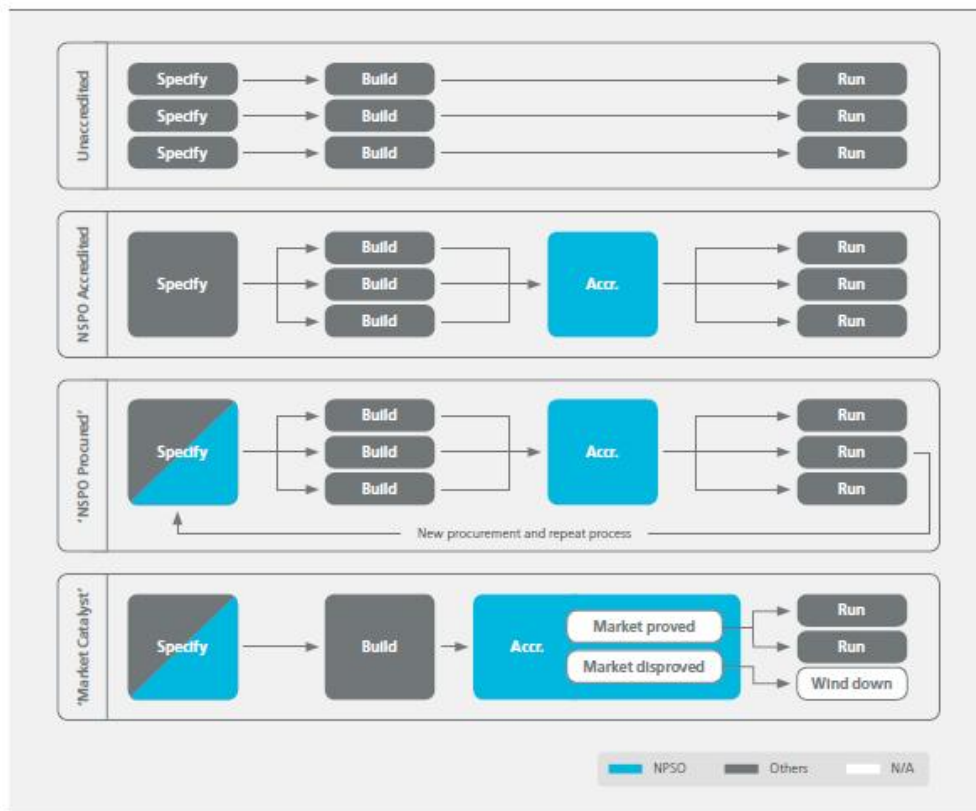 Unaccredited
Specify
Build
Run
Specify
Build
Run
Specify
Build
Run
NSPO Accredited
Specify
Build
Build
Build
Accr.
Run
Run
Run
'NSPO Procured'
Specify
Build
Build
Build
Accr.
Run
Run
Run
New procurement and repeat process
'Market Catalyst'
Specify
Build
Accr.
Market proved
Market disproved
Run
Run
Wind down
NPSO
Others
N/A